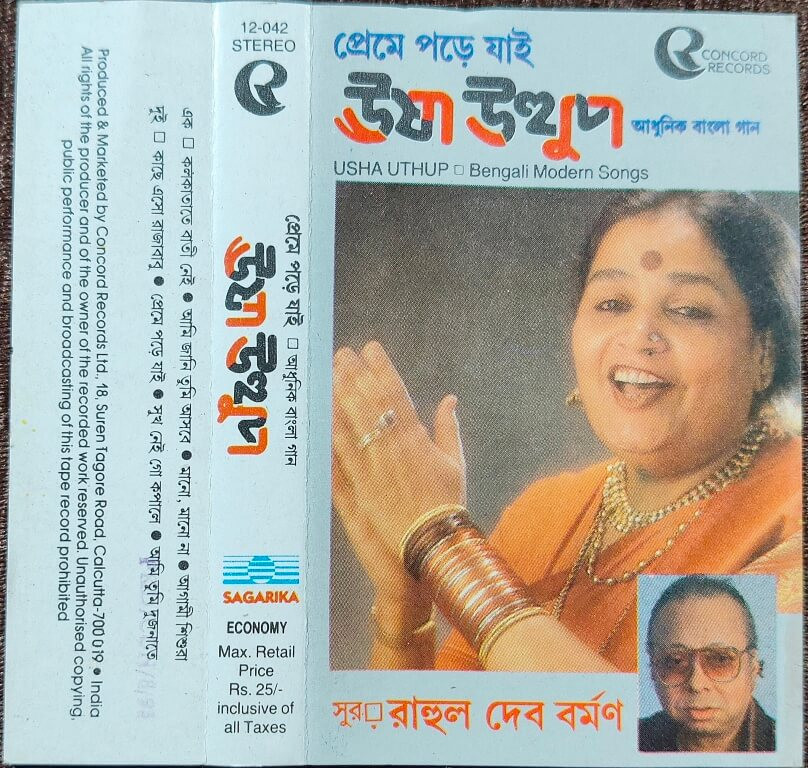 Produced & Marketed by Concord Records Ltd., 18, Suren Tagore Road, Calcutta-700 019. • India
All rights of the producer and of the owner of the recorded work reserved. Unauthorised copying,
public performance and broadcasting of this tape record prohibited
এক □ কলকাতাতে বাতী নেই • আমি জানি তুমি আসবে • মানো, মানো না • আগামী শিশুরা
দুই □ কাছে এসো রাজাবাবু • প্রেমে পড়ে যাই • সুখ নেই গো কপালে • আমি তুমি দুজনাতে
12-042
STEREO
প্রেমে পড়ে যাই □ আধুনিক বাংলা গান
উষা উত্থুপ
SAGARIKA
ECONOMY
Max. Retail
Price
Rs. 25/-
inclusive of
all Taxes
প্রেমে পড়ে যাই
CONCORD
RECORDS
উষা উত্থুপ আধুনিক বাংলা গান
USHA UTHUP □ Bengali Modern Songs
সুর □ রাহুল দেব বর্মণ